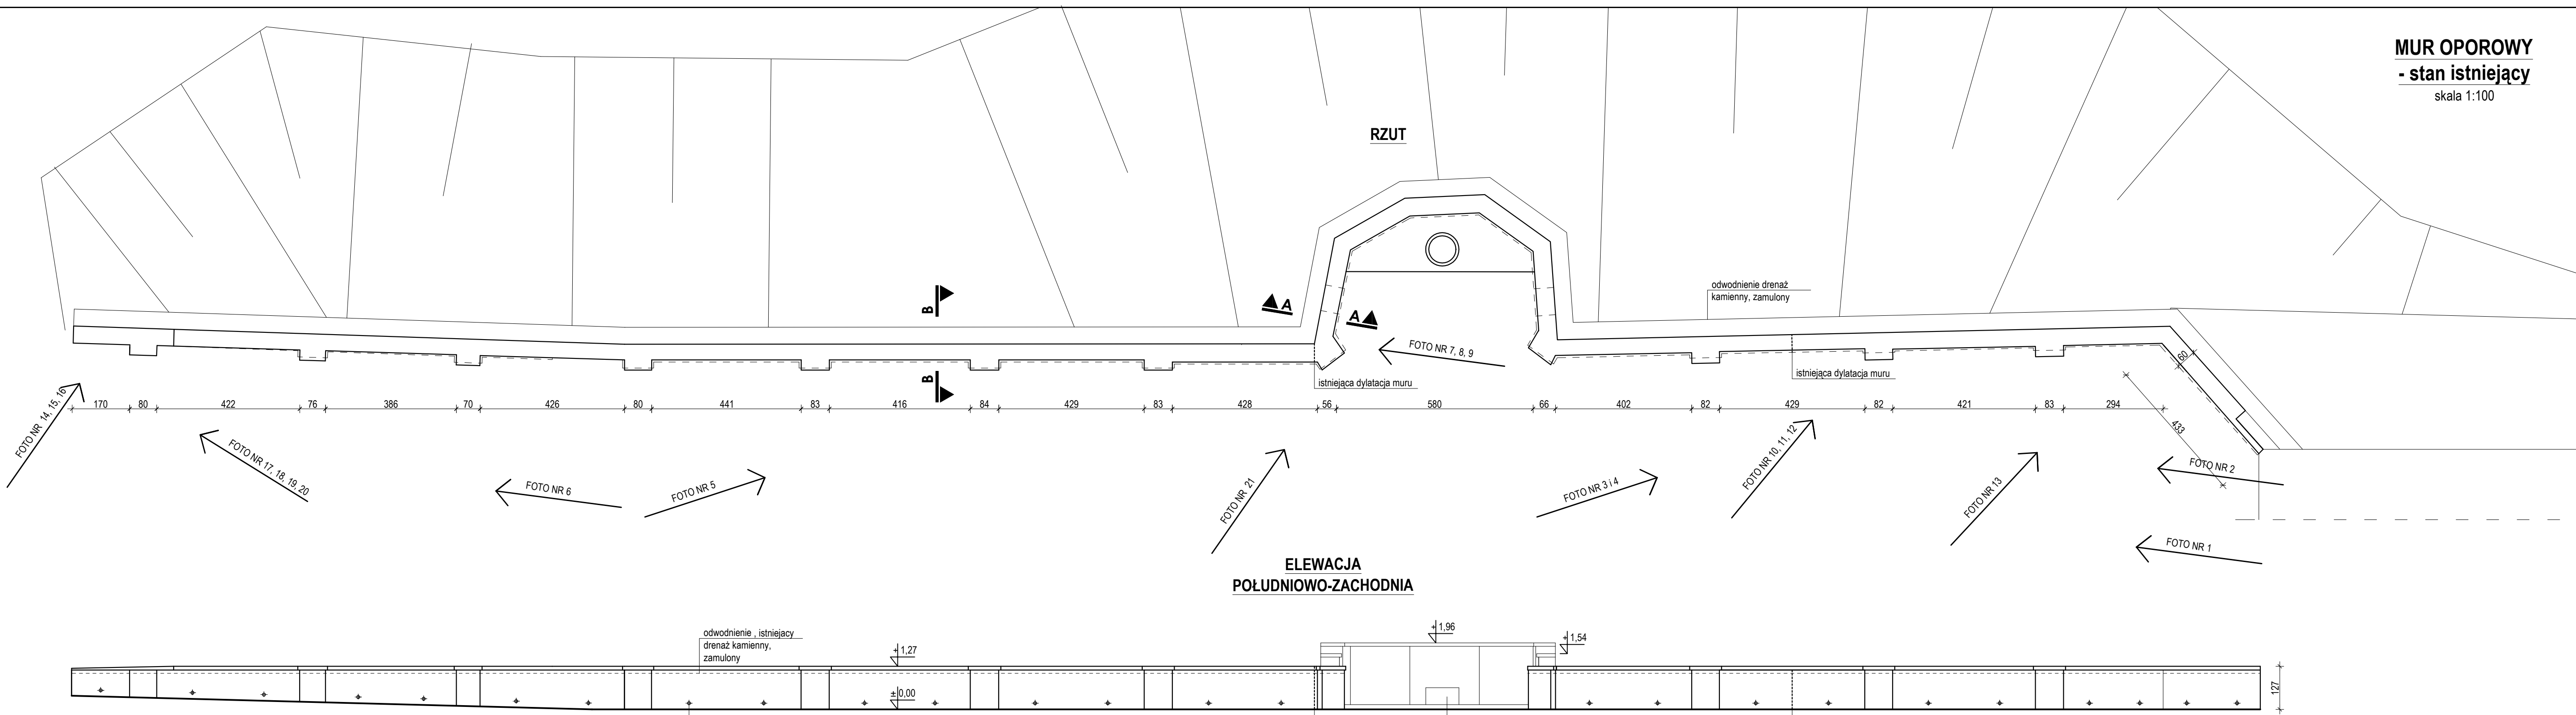 MUR OPOROWY
- stan istniejący
skala 1:100
RZUT
odwodnienie drenaż
kamienny, zamulony
B
A
A
FOTO NR 7, 8, 9
B
istniejąca dylatacja muru
istniejąca dylatacja muru
60
433
170 80 422 76 386 70 426 80 441 83 416 84 429 83 428 56 580 66 402 82 429 82 421 83 294
FOTO NR 14, 15, 16
FOTO NR 17, 18, 19, 20
FOTO NR 6
FOTO NR 5
FOTO NR 21
FOTO NR 3 i 4
FOTO NR 10, 11, 12
FOTO NR 13
FOTO NR 2
FOTO NR 1
ELEWACJA
POŁUDNIOWO-ZACHODNIA
odwodnienie , istniejacy
drenaż kamienny,
zamulony
+ 1,27
± 0,00
+ 1,96
+ 1,54
127